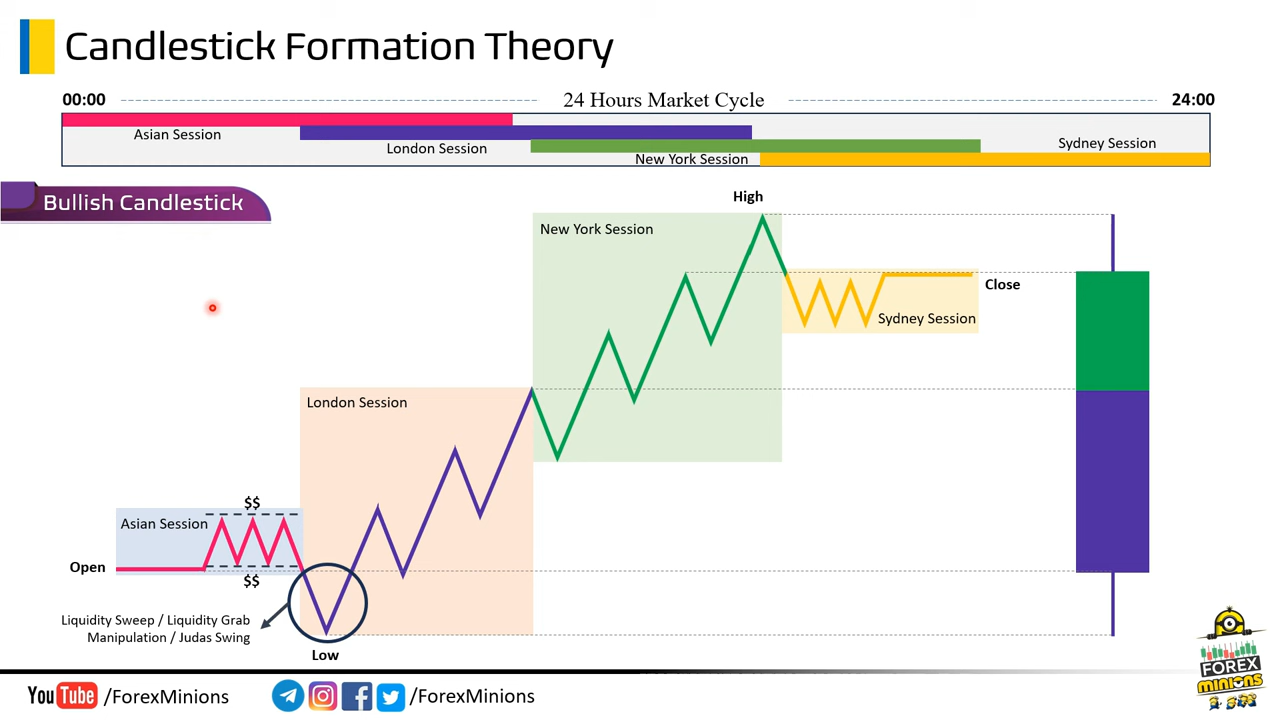 Candlestick Formation Theory
00:00
24 Hours Market Cycle
24:00
Asian Session
London Session
New York Session
Sydney Session
Bullish Candlestick
High
New York Session
Close
Sydney Session
London Session
$$
Asian Session
Open
$$
Liquidity Sweep / Liquidity Grab
Manipulation / Judas Swing
Low
FOREX
MINIONS
YouTube /ForexMinions
/ForexMinions